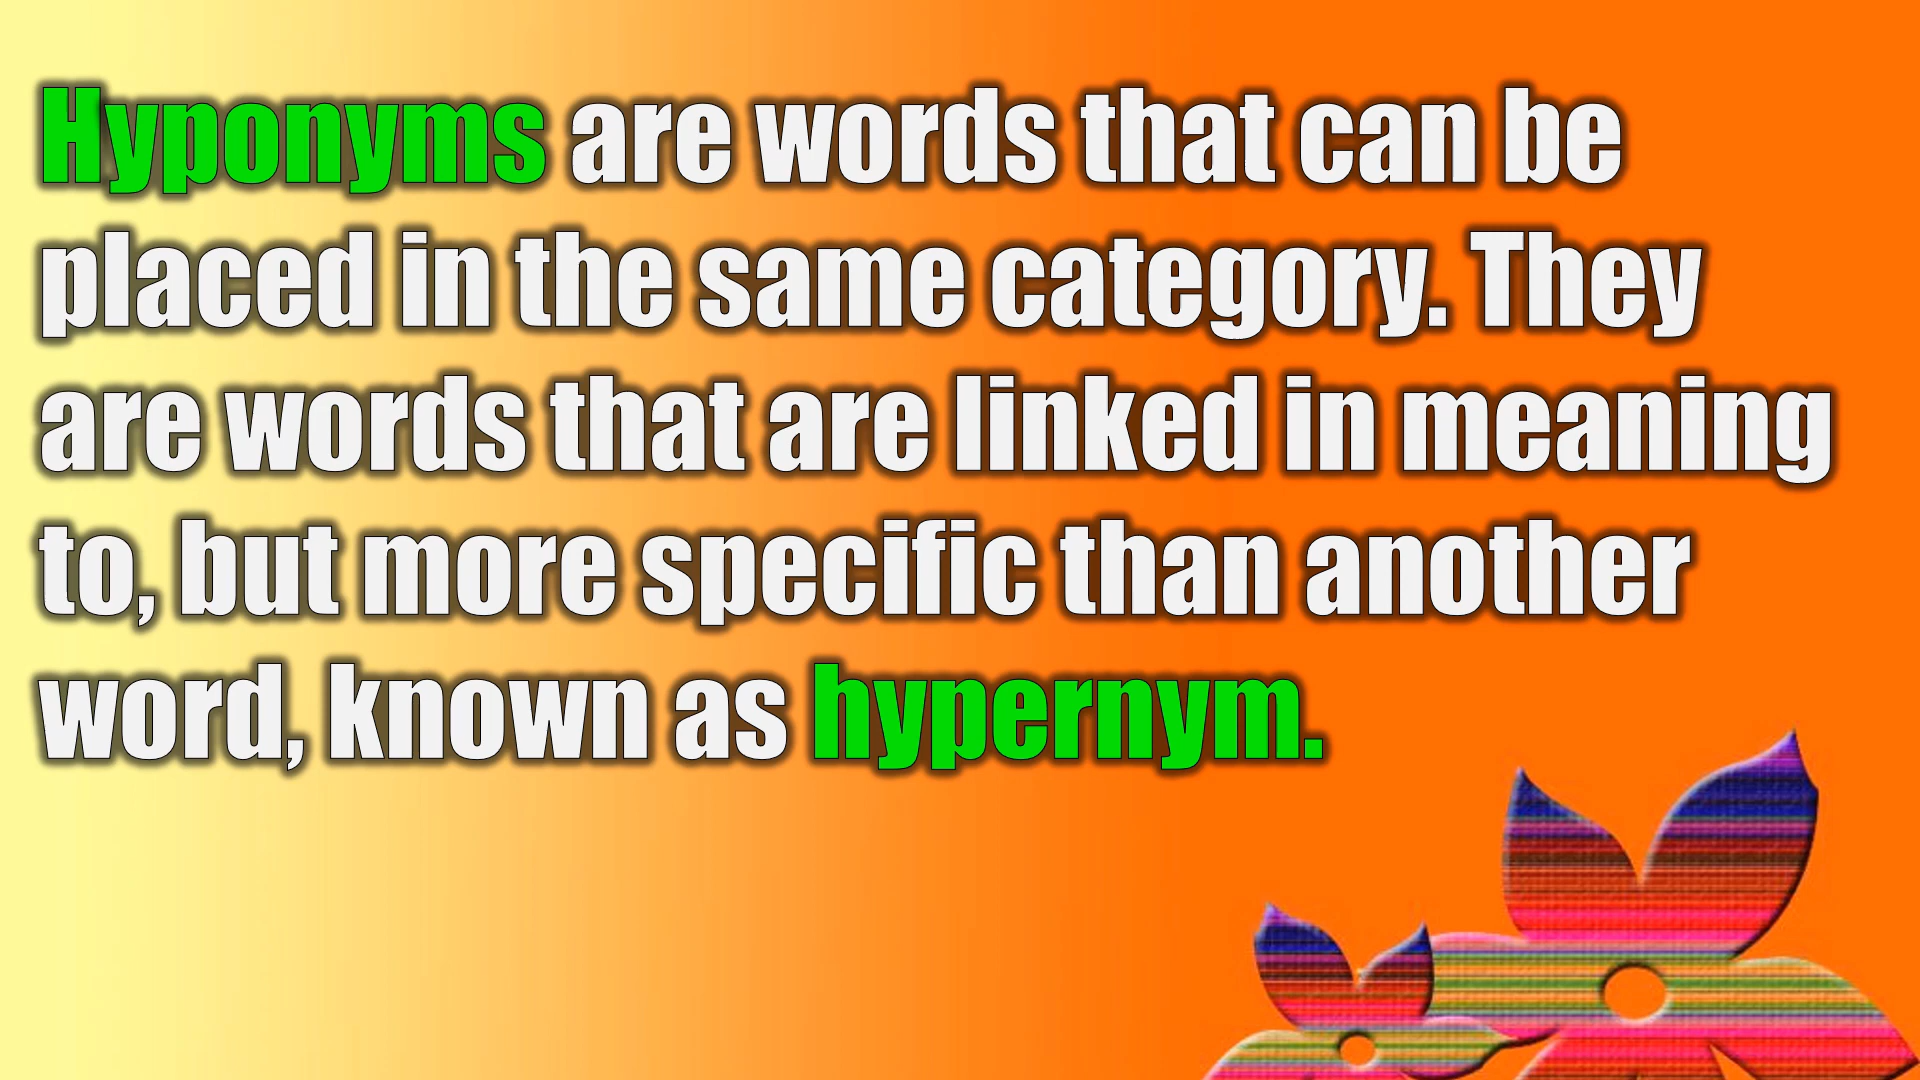 Hyponyms are words that can be
placed in the same category. They
are words that are linked in meaning
to, but more specific than another
word, known as hypernym.